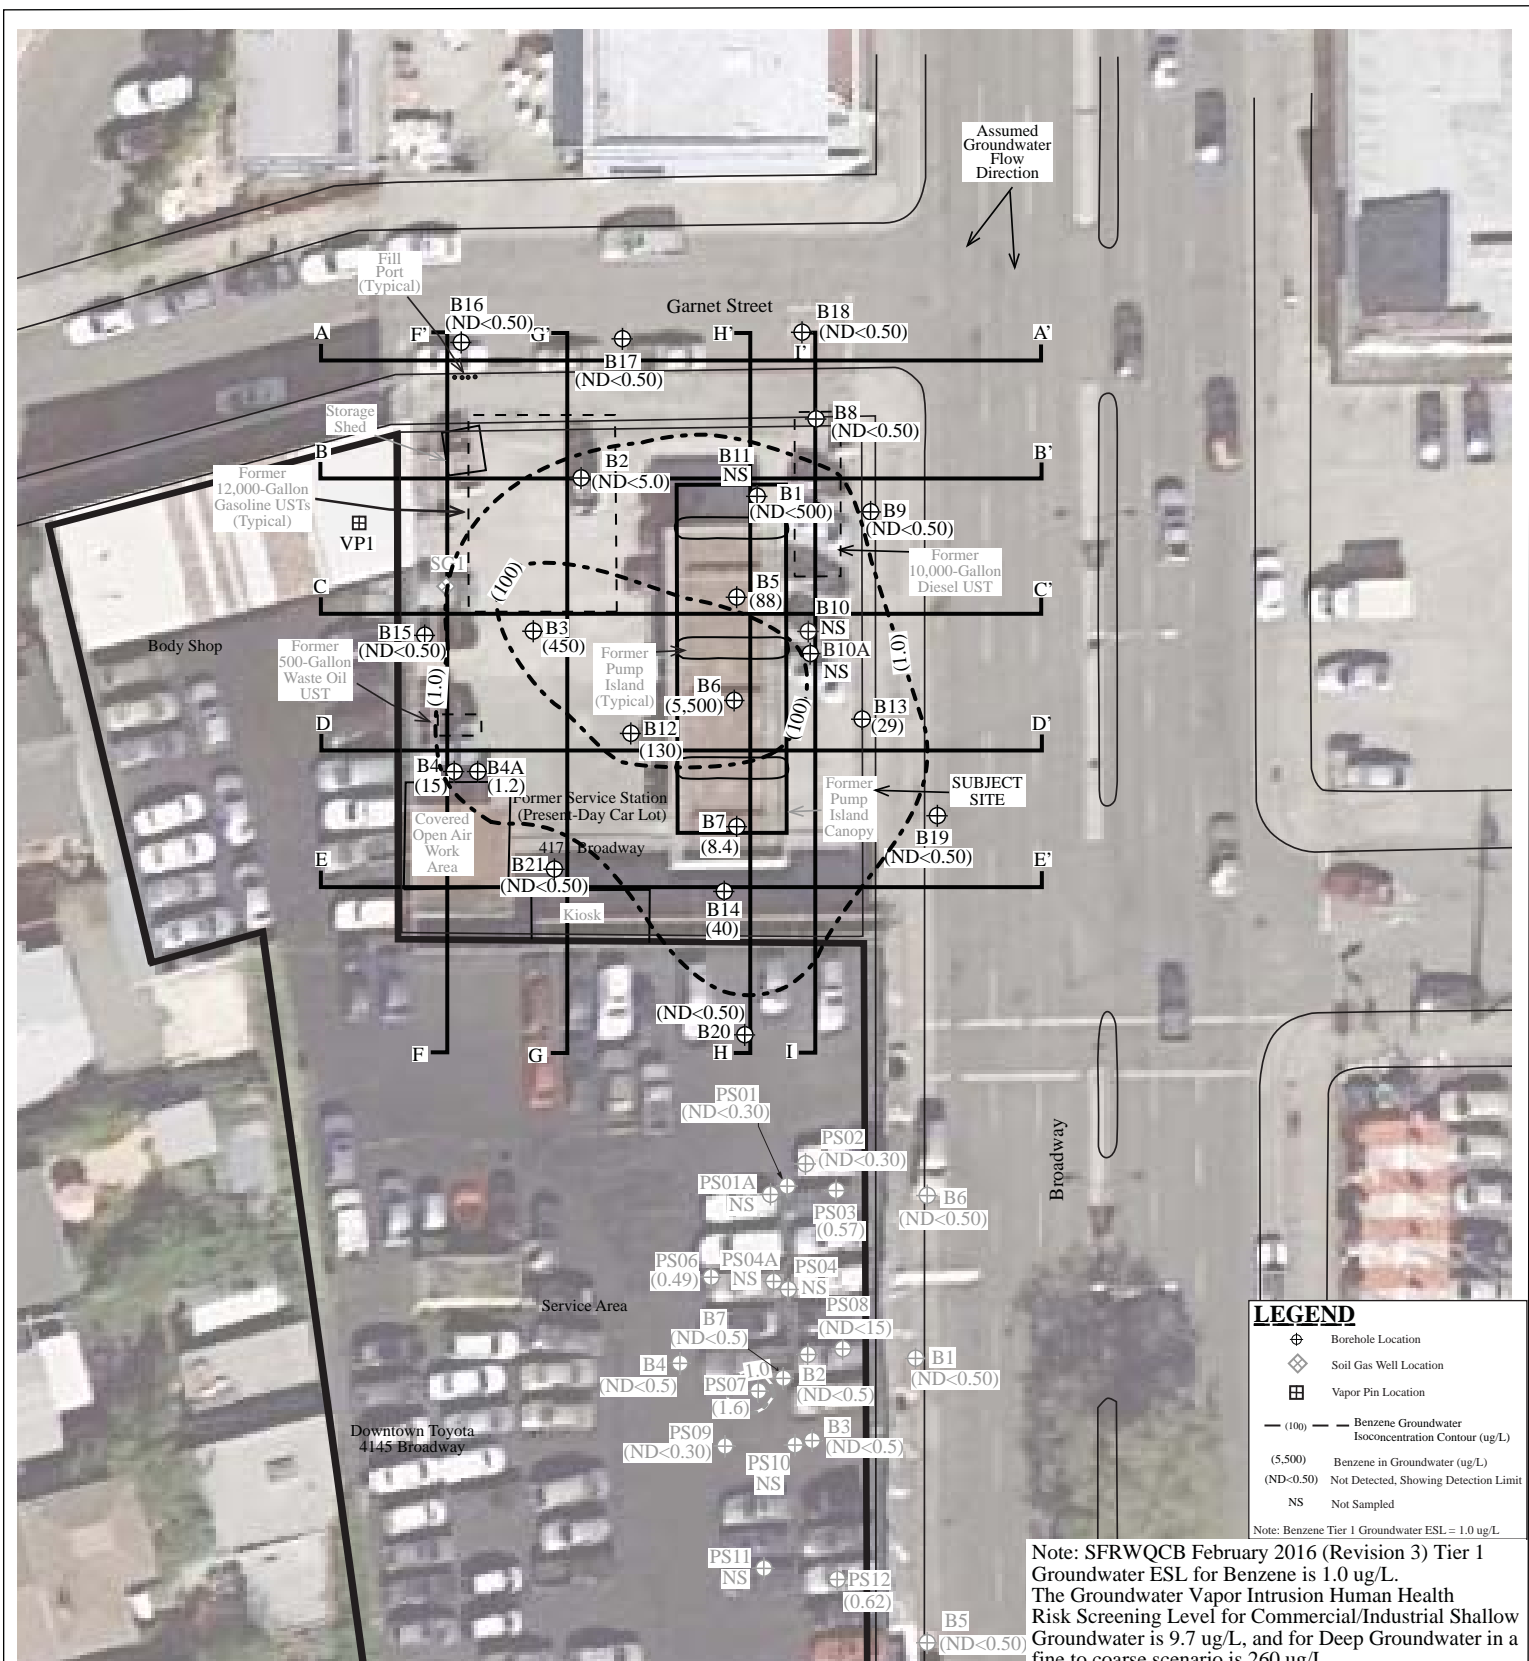 Assumed
Groundwater
Flow
Direction
Fill
Port
(Typical)
Garnet Street
B16
(ND<0.50)
B18
(ND<0.50)
A
F'
G'
H'
I'
A'
B17
(ND<0.50)
Storage
Shed
B8
(ND<0.50)
B
B'
B2
(ND<5.0)
B11
NS
B1
(ND<500)
Former
12,000-Gallon
Gasoline USTs
(Typical)
B9
(ND<0.50)
VP1
SG1
Former
10,000-Gallon
Diesel UST
C
C'
(100)
B5
(88)
B10
NS
B15
(ND<0.50)
B3
(450)
B10A
NS
Body Shop
Former
500-Gallon
Waste Oil
UST
Former
Pump
Island
(Typical)
(1.0)
(1.0)
B6
(5,500)
(100)
B13
(29)
D
D'
B12
(130)
B4
(15)
B4A
(1.2)
Former Service Station
(Present-Day Car Lot)
417 Broadway
Former
Pump
Island
Canopy
SUBJECT
SITE
Covered
Open Air
Work
Area
B7
(8.4)
B19
(ND<0.50)
E
E'
B21
(ND<0.50)
Kiosk
B14
(40)
(ND<0.50)
B20
F
G
H
I
PS01
(ND<0.30)
PS02
(ND<0.30)
Broadway
PS01A
NS
PS03
(0.57)
B6
(ND<0.50)
PS06
(0.49)
PS04A
NS
PS04
NS
Service Area
PS08
(ND<15)
B7
(ND<0.5)
B4
(ND<0.5)
B1
(ND<0.50)
1.0
PS07
(1.6)
B2
(ND<0.5)
PS09
(ND<0.30)
B3
(ND<0.5)
PS10
NS
Downtown Toyota
4145 Broadway
PS11
NS
PS12
(0.62)
B5
(ND<0.50)
LEGEND
Borehole Location
Soil Gas Well Location
Vapor Pin Location
(100)
Benzene Groundwater
Isoconcentration Contour (ug/L)
(5,500) Benzene in Groundwater (ug/L)
(ND<0.50) Not Detected, Showing Detection Limit
NS Not Sampled
Note: Benzene Tier 1 Groundwater ESL = 1.0 ug/L
Note: SFRWQCB February 2016 (Revision 3) Tier 1
Groundwater ESL for Benzene is 1.0 ug/L.
The Groundwater Vapor Intrusion Human Health
Risk Screening Level for Commercial/Industrial Shallow
Groundwater is 9.7 ug/L, and for Deep Groundwater in a
fine to coarse scenario is 260 ug/L